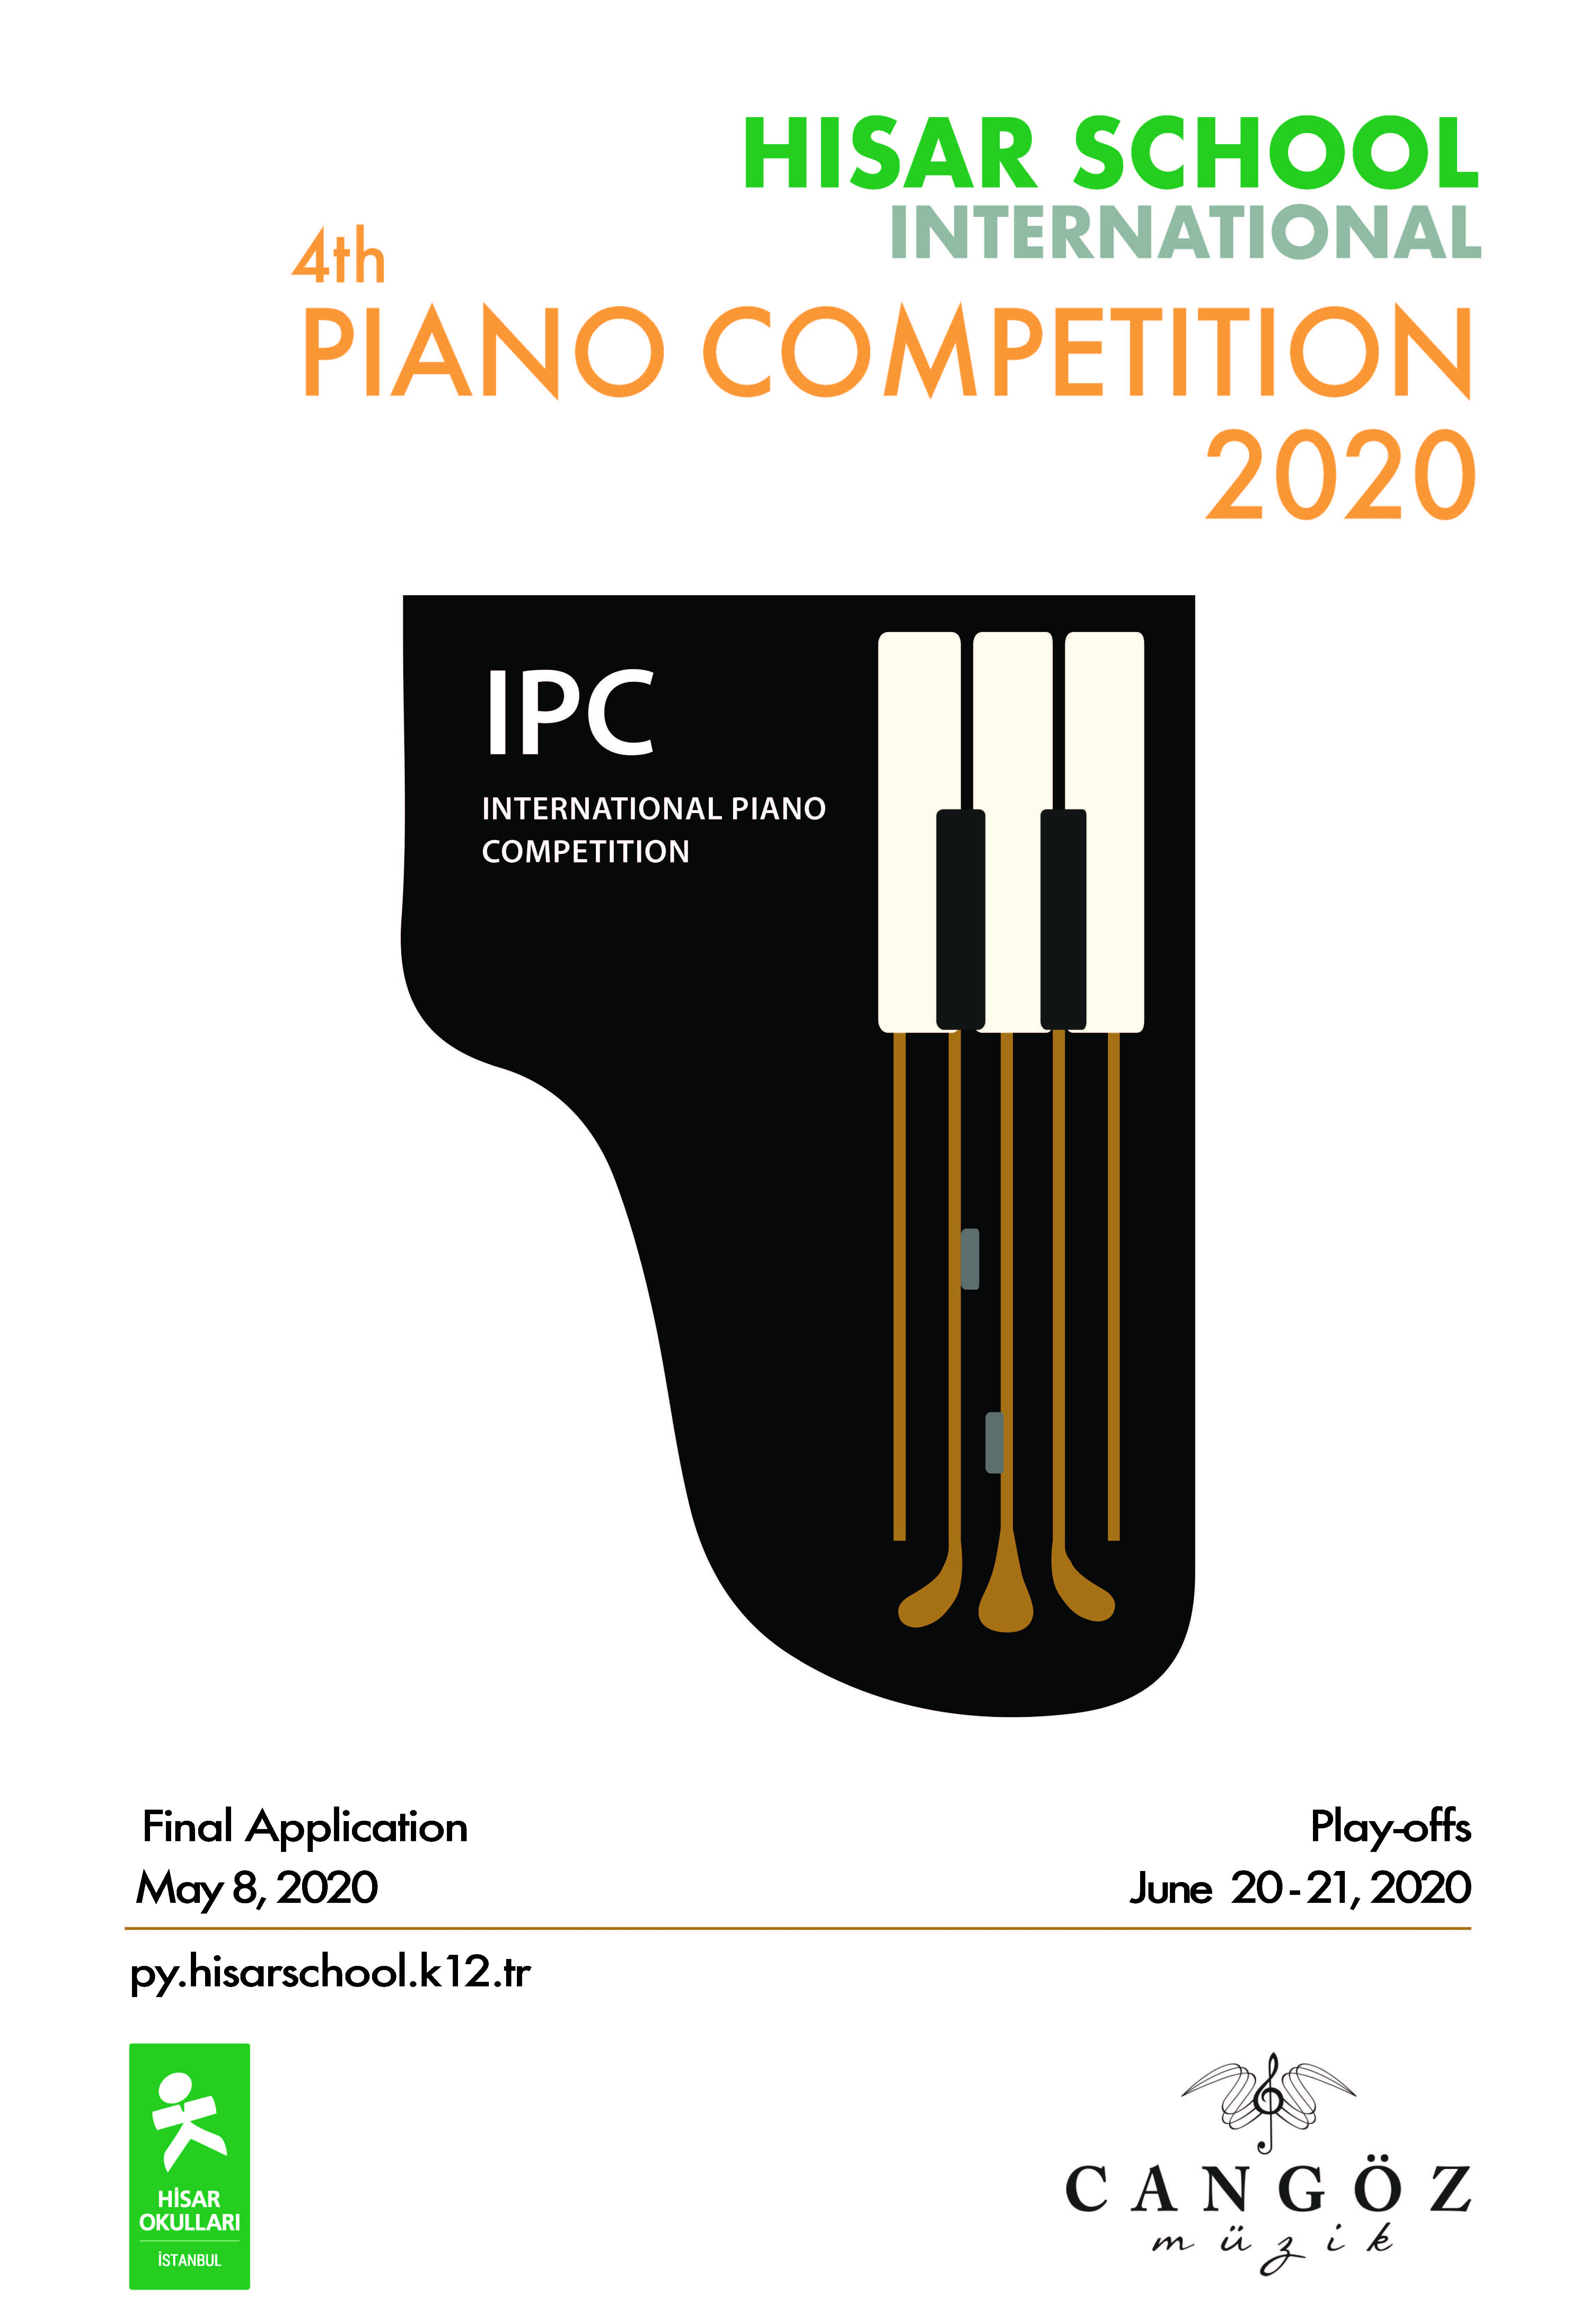 HISAR SCHOOL
INTERNATIONAL
4th
PIANO COMPETITION
2020
IPC
INTERNATIONAL PIANO
COMPETITION
Final Application
May 8, 2020
Play-offs
June 20-21, 2020
py.hisarschool.k12.tr
HİSAR
OKULLARI
İSTANBUL
CANGÖZ
müzik